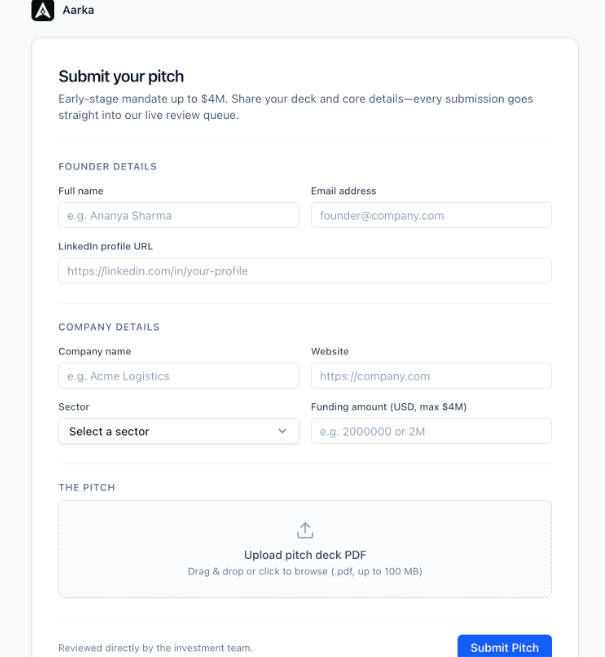 Aarka
Submit your pitch
Early-stage mandate up to $4M. Share your deck and core details—every submission goes
straight into our live review queue.
FOUNDER DETAILS
Full name
Email address
e.g. Ananya Sharma
founder@company.com
LinkedIn profile URL
https://linkedin.com/in/your-profile
COMPANY DETAILS
Company name
Website
e.g. Acme Logistics
https://company.com
Sector
Funding amount (USD, max $4M)
Select a sector
e.g. 2000000 or 2M
THE PITCH
Upload pitch deck PDF
Drag & drop or click to browse (.pdf, up to 100 MB)
Reviewed directly by the investment team.
Submit Pitch